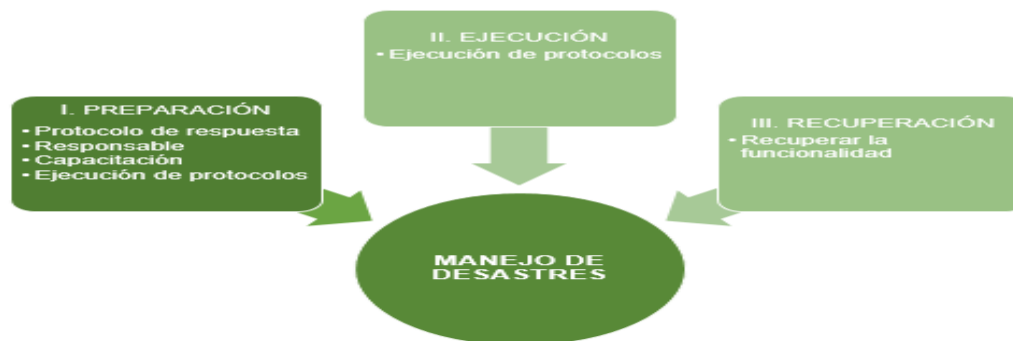 I. PREPARACIÓN
• Protocolo de respuesta
• Responsable
• Capacitación
• Ejecución de protocolos
II. EJECUCIÓN
• Ejecución de protocolos
III. RECUPERACIÓN
• Recuperar la
funcionalidad
MANEJO DE
DESASTRES